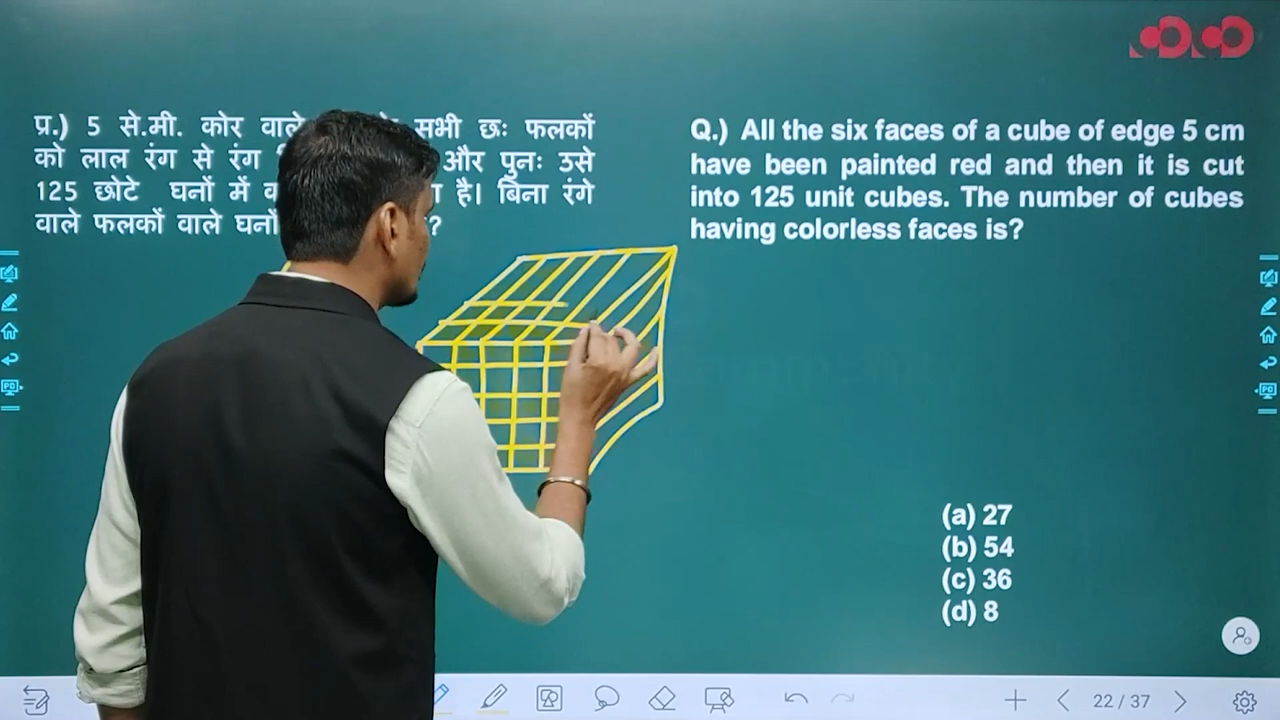 प्र.) 5 से.मी. कोर वाले सभी छः फलकों
को लाल रंग से रंग और पुनः उसे
125 छोटे घनों में है। बिना रंगे
वाले फलकों वाले घनों ?
Q.) All the six faces of a cube of edge 5 cm
have been painted red and then it is cut
into 125 unit cubes. The number of cubes
having colorless faces is?
(a) 27
(b) 54
(c) 36
(d) 8
22 / 37